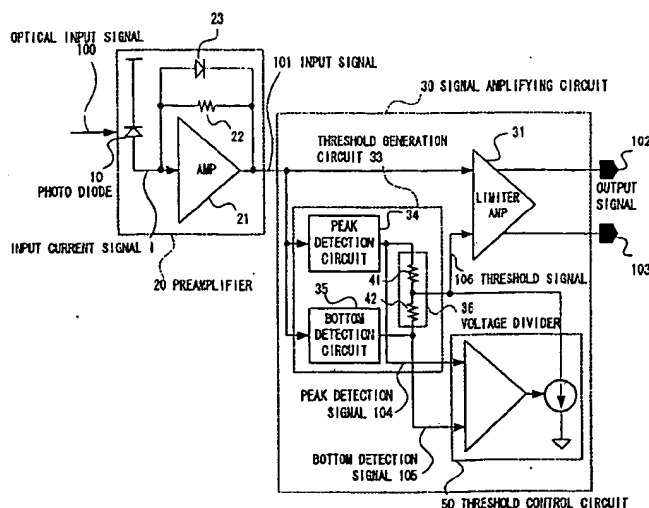 OPTICAL INPUT SIGNAL
100
23
101 INPUT SIGNAL
30 SIGNAL AMPLIFYING CIRCUIT
22
10
PHOTO DIODE
AMP
21
INPUT CURRENT SIGNAL I
20 PREAMPLIFIER
THRESHOLD GENERATION
CIRCUIT 33
31
LIMITER
AMP
102
OUTPUT
SIGNAL
103
34
PEAK
DETECTION
CIRCUIT
41
42
106 THRESHOLD SIGNAL
36
VOLTAGE DIVIDER
35
BOTTOM
DETECTION
CIRCUIT
PEAK DETECTION
SIGNAL 104
BOTTOM DETECTION
SIGNAL 105
50 THRESHOLD CONTROL CIRCUIT